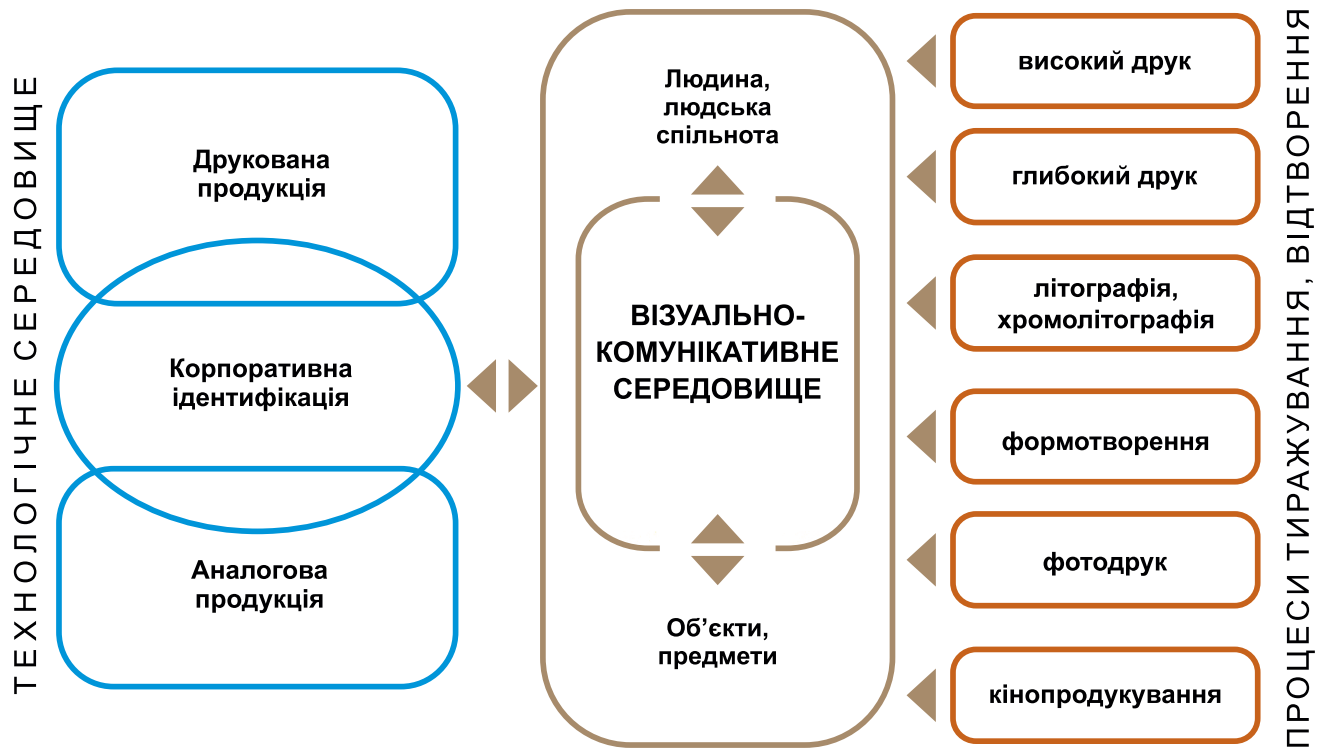 ТЕХНОЛОГІЧНЕ СЕРЕДОВИЩЕ
Друкована
продукція
Корпоративна
ідентифікація
Аналогова
продукція
Людина,
людська
спільнота
ВІЗУАЛЬНО-
КОМУНІКАТИВНЕ
СЕРЕДОВИЩЕ
Об’єкти,
предмети
високий друк
глибокий друк
літографія,
хромолітографія
формотворення
фотодрук
кінопродукування
ПРОЦЕСИ ТИРАЖУВАННЯ, ВІДТВОРЕННЯ